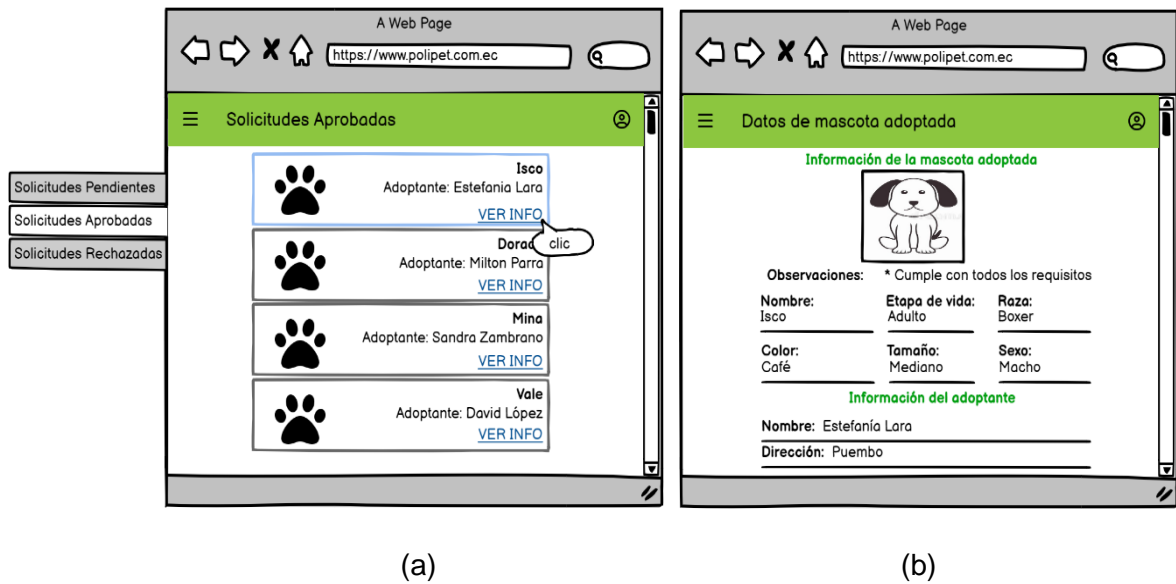 A Web Page
https://www.polipet.com.ec
Solicitudes Aprobadas
Solicitudes Pendientes
Solicitudes Aprobadas
Solicitudes Rechazadas
Isco
Adoptante: Estefania Lara
VER INFO
clic
Adoptante: Milton Parra
VER INFO
Mina
Adoptante: Sandra Zambrano
VER INFO
Vale
Adoptante: David López
VER INFO
(a)
A Web Page
https://www.polipet.com.ec
Datos de mascota adoptada
Información de la mascota adoptada
Observaciones: * Cumple con todos los requisitos
Nombre: Etapa de vida: Raza:
Isco Adulto Boxer
Color: Tamaño: Sexo:
Café Mediano Macho
Información del adoptante
Nombre: Estefanía Lara
Dirección: Puembo
(b)